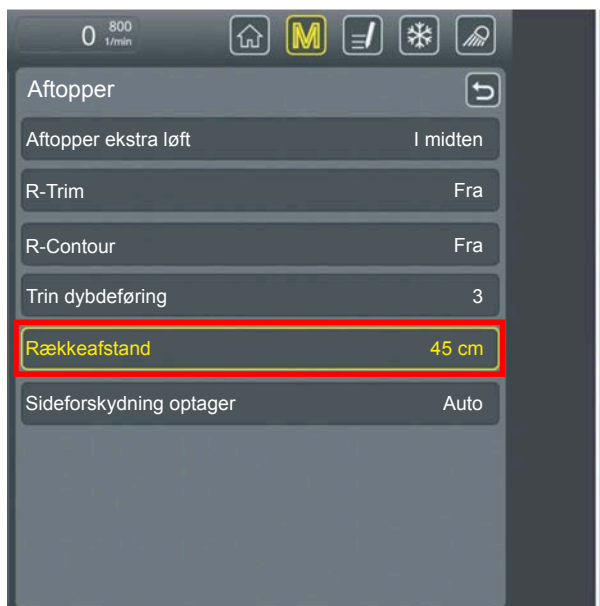 0 800 1/min M
Aftopper
Aftopper ekstra løft I midten
R-Trim Fra
R-Contour Fra
Trin dybdeføring 3
Rækkeafstand 45 cm
Sideforskydning optager Auto